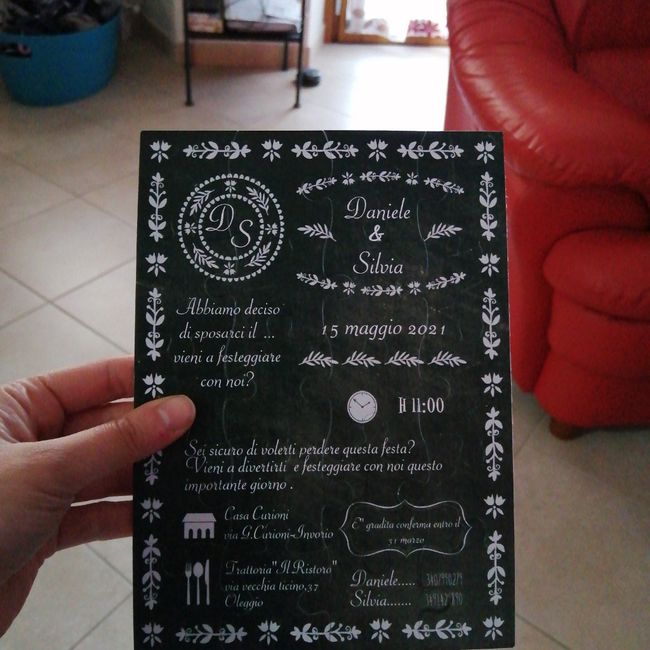 D S
Daniele
&
Silvia
Abbiamo deciso
di sposarci il ...
vieni a festeggiare
con noi?
15 maggio 2021
H 11:00
Sei sicuro di volerti perdere questa festa?
Vieni a divertirti e festeggiare con noi questo
importante giorno .
Casa Curioni
via G.Curioni-Invorio
E' gradita conferma entro il
31 marzo
Trattoria"Il Ristoro"
via vecchia ticino,37
Oleggio
Daniele.....
Silvia.......